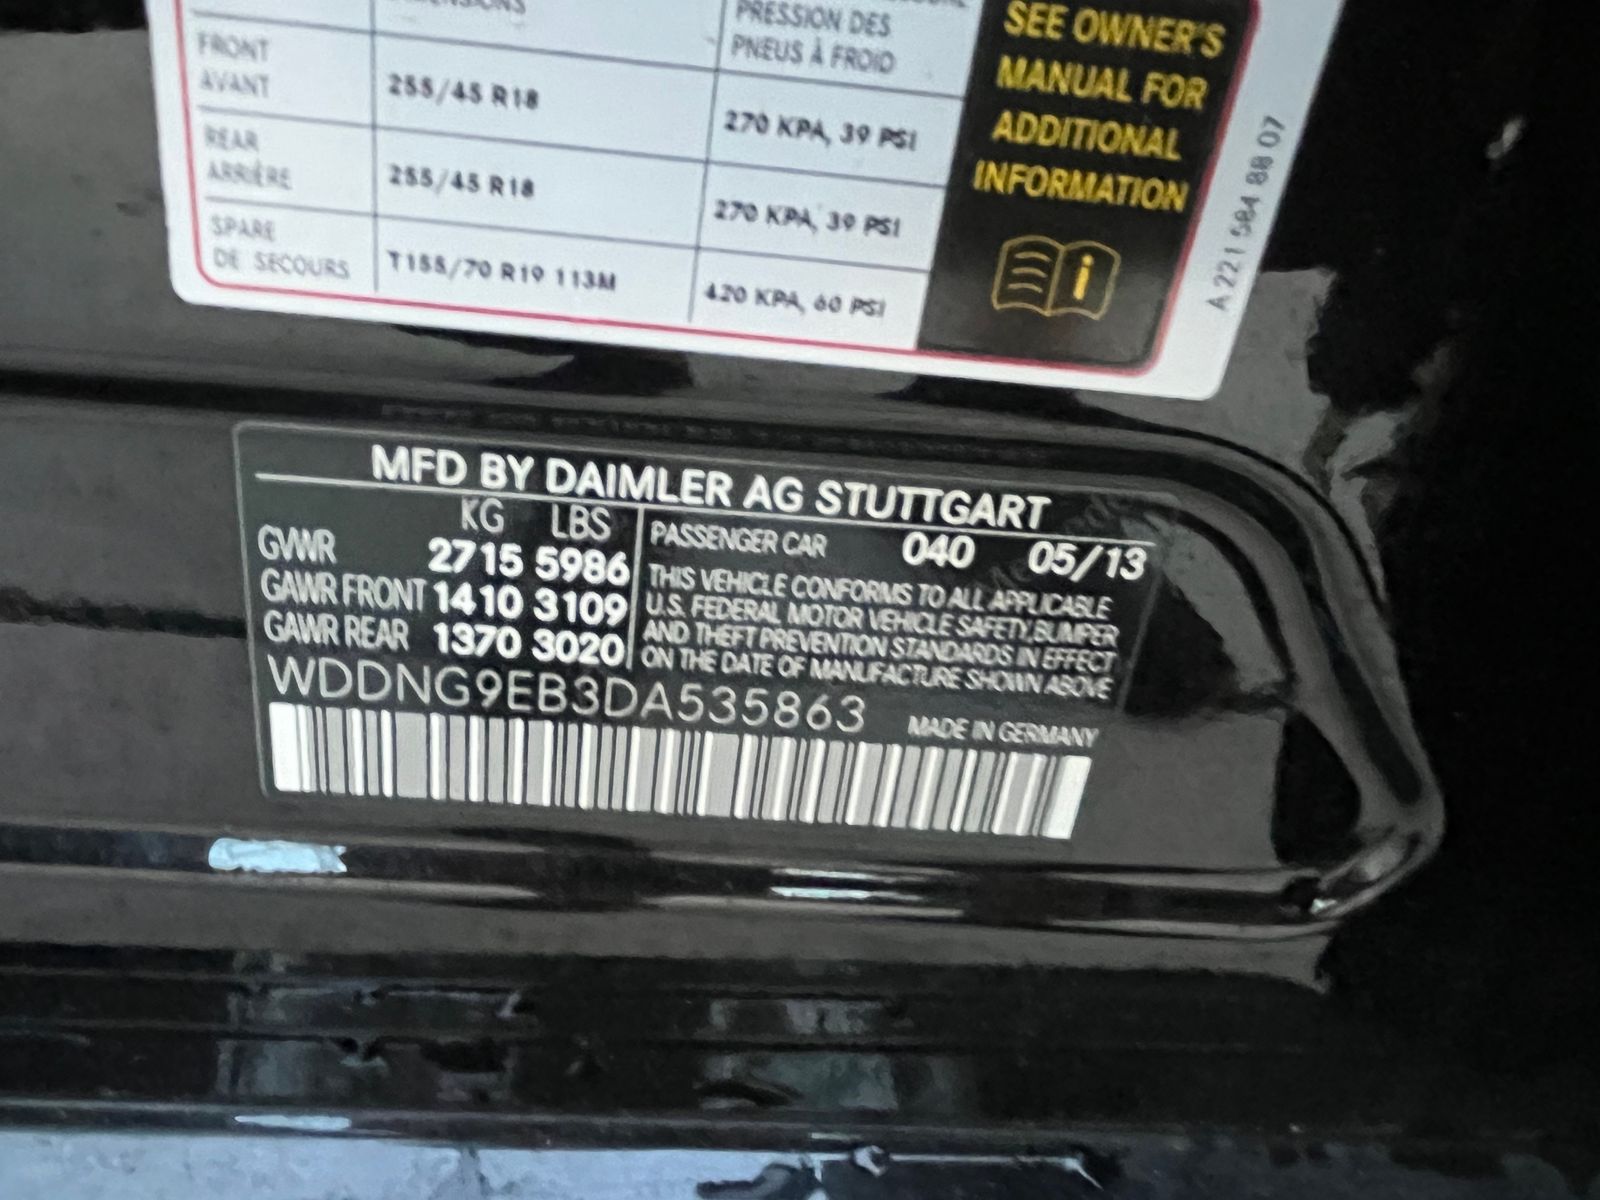 PRESSION DES
PNEUS À FROID
FRONT
AVANT
255/45 R18
270 KPA, 39 PSI
REAR
ARRIÈRE
255/45 R18
270 KPA, 39 PSI
SPARE
DE SECOURS
T155/70 R19 113M
420 KPA, 60 PSI
SEE OWNER'S
MANUAL FOR
ADDITIONAL
INFORMATION
A 221 584 88 07
MFD BY DAIMLER AG STUTTGART
KG LBS
GVWR 2715 5986
GAWR FRONT 1410 3109
GAWR REAR 1370 3020
PASSENGER CAR 040 05/13
THIS VEHICLE CONFORMS TO ALL APPLICABLE
U.S. FEDERAL MOTOR VEHICLE SAFETY, BUMPER
AND THEFT PREVENTION STANDARDS IN EFFECT
ON THE DATE OF MANUFACTURE SHOWN ABOVE
WDDNG9EB3DA535863
MADE IN GERMANY